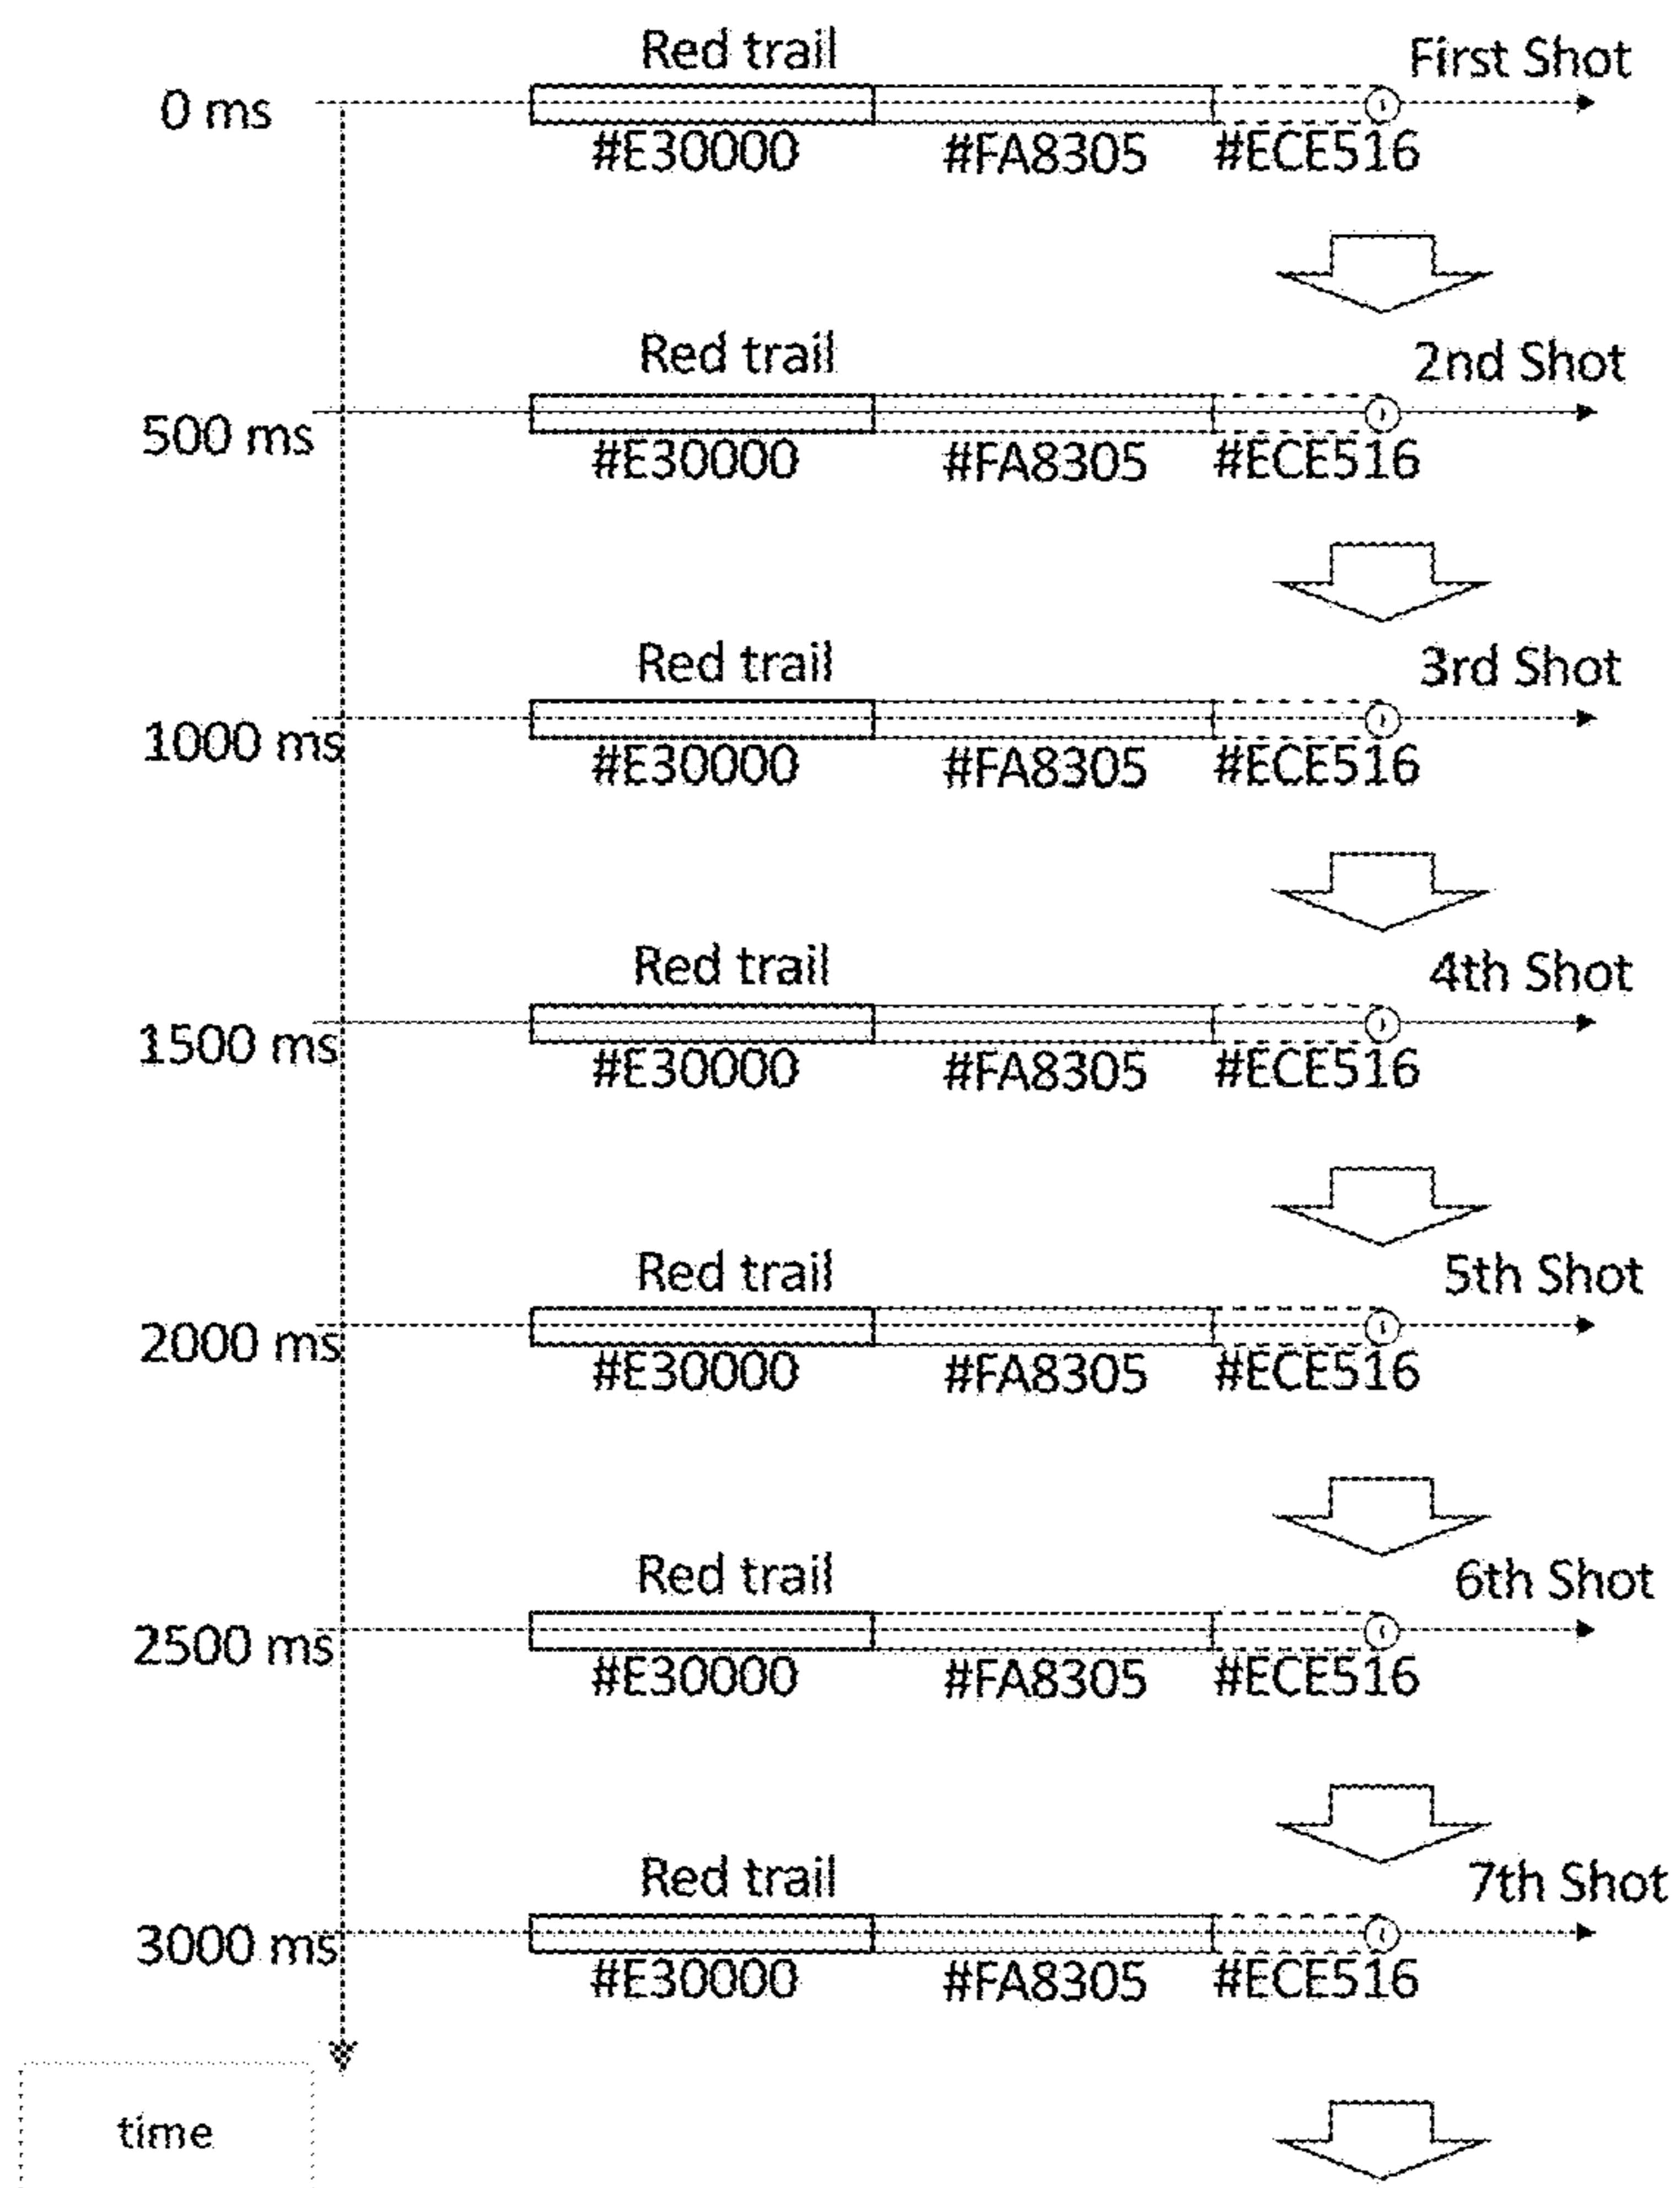 Red trail
First Shot
0 ms
#E30000 #FA8305 #ECE516
Red trail
2nd Shot
500 ms
#E30000 #FA8305 #ECE516
Red trail
3rd Shot
1000 ms
#E30000 #FA8305 #ECE516
Red trail
4th Shot
1500 ms
#E30000 #FA8305 #ECE516
Red trail
5th Shot
2000 ms
#E30000 #FA8305 #ECE516
Red trail
6th Shot
2500 ms
#E30000 #FA8305 #ECE516
Red trail
7th Shot
3000 ms
#E30000 #FA8305 #ECE516
time